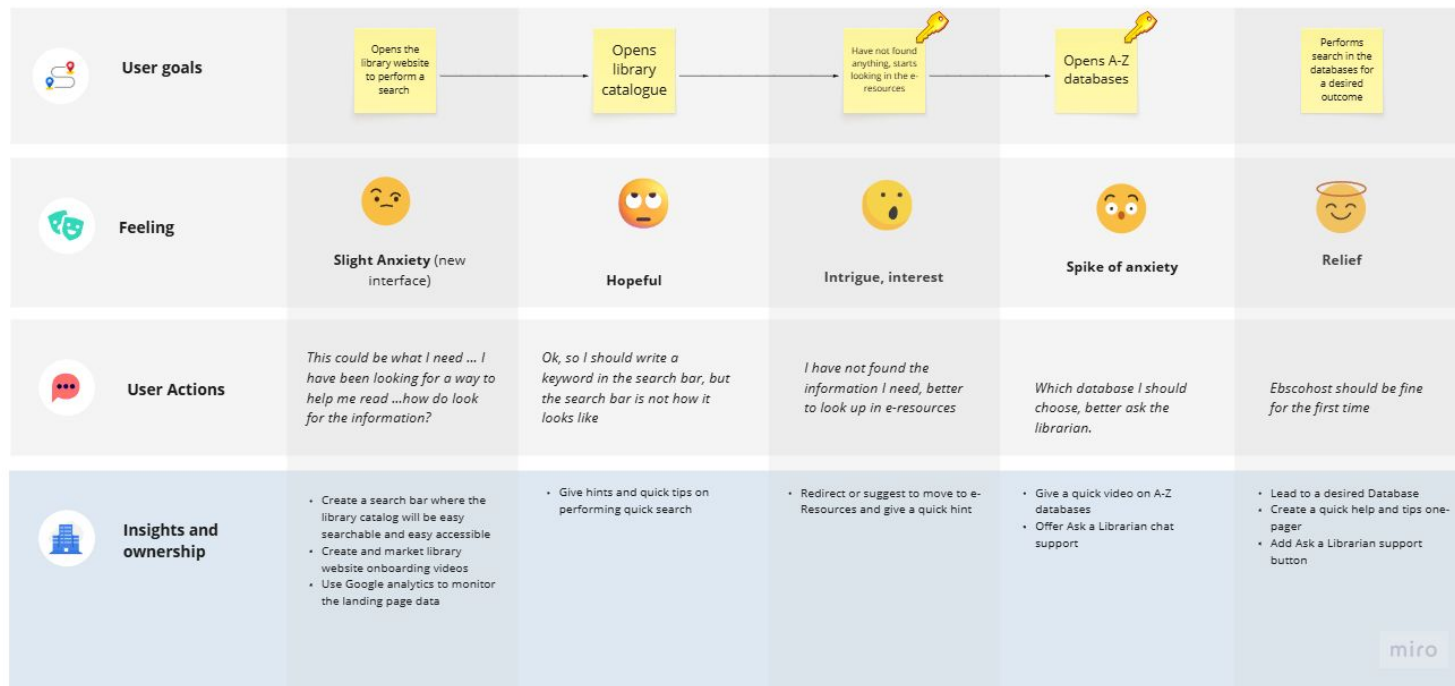 User goals
Opens the
library website
to perform a
search
Opens
library
catalogue
Have not found
anything, starts
looking in the e-
resources
Opens A-Z
databases
Performs
search in the
databases for
a desired
outcome
Feeling
Slight Anxiety (new
interface)
Hopeful
Intrigue, interest
Spike of anxiety
Relief
User Actions
This could be what I need ... I
have been looking for a way to
help me read ...how do look
for the information?
Ok, so I should write a
keyword in the search bar, but
the search bar is not how it
looks like
I have not found the
information I need, better
to look up in e-resources
Which database I should
choose, better ask the
librarian.
Ebscohost should be fine
for the first time
Insights and
ownership
• Create a search bar where the
library catalog will be easy
searchable and easy accessible
• Create and market library
website onboarding videos
• Use Google analytics to monitor
the landing page data
• Give hints and quick tips on
performing quick search
• Redirect or suggest to move to e-
Resources and give a quick hint
• Give a quick video on A-Z
databases
• Offer Ask a Librarian chat
support
• Lead to a desired Database
• Create a quick help and tips one-
pager
• Add Ask a Librarian support
button
miro